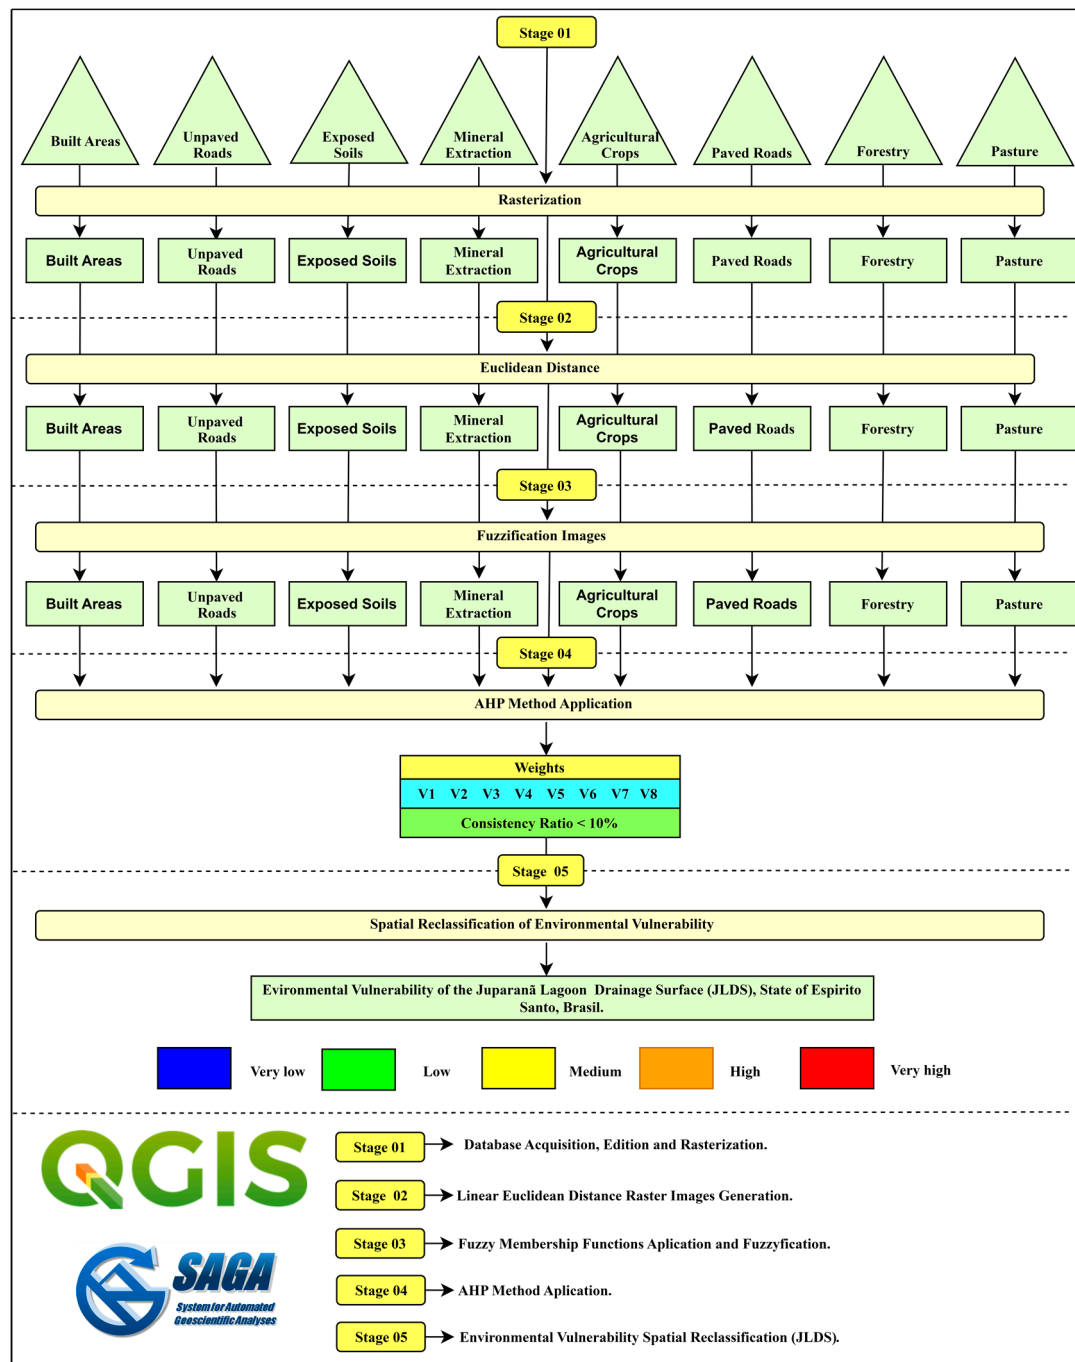 Stage 01
Built Areas
Unpaved
Roads
Exposed
Soils
Mineral
Extraction
Agricultural
Crops
Paved Roads
Forestry
Pasture
Rasterization
Built Areas
Unpaved
Roads
Exposed Soils
Mineral
Extraction
Agricultural
Crops
Paved Roads
Forestry
Pasture
Stage 02
Euclidean Distance
Built Areas
Unpaved
Roads
Exposed Soils
Mineral
Extraction
Agricultural
Crops
Paved Roads
Forestry
Pasture
Stage 03
Fuzzification Images
Built Areas
Unpaved
Roads
Exposed Soils
Mineral
Extraction
Agricultural
Crops
Paved Roads
Forestry
Pasture
Stage 04
AHP Method Application
Weights
V1 V2 V3 V4 V5 V6 V7 V8
Consistency Ratio < 10%
Stage 05
Spatial Reclassification of Environmental Vulnerability
Evironmental Vulnerability of the Juparanã Lagoon Drainage Surface (JLDS), State of Espirito
Santo, Brasil.
Very low
Low
Medium
High
Very high
QGIS
SAGA
System for Automated
Geoscientific Analyses
Stage 01
Database Acquisition, Edition and Rasterization.
Stage 02
Linear Euclidean Distance Raster Images Generation.
Stage 03
Fuzzy Membership Functions Aplication and Fuzzyfication.
Stage 04
AHP Method Aplication.
Stage 05
Environmental Vulnerability Spatial Reclassification (JLDS).